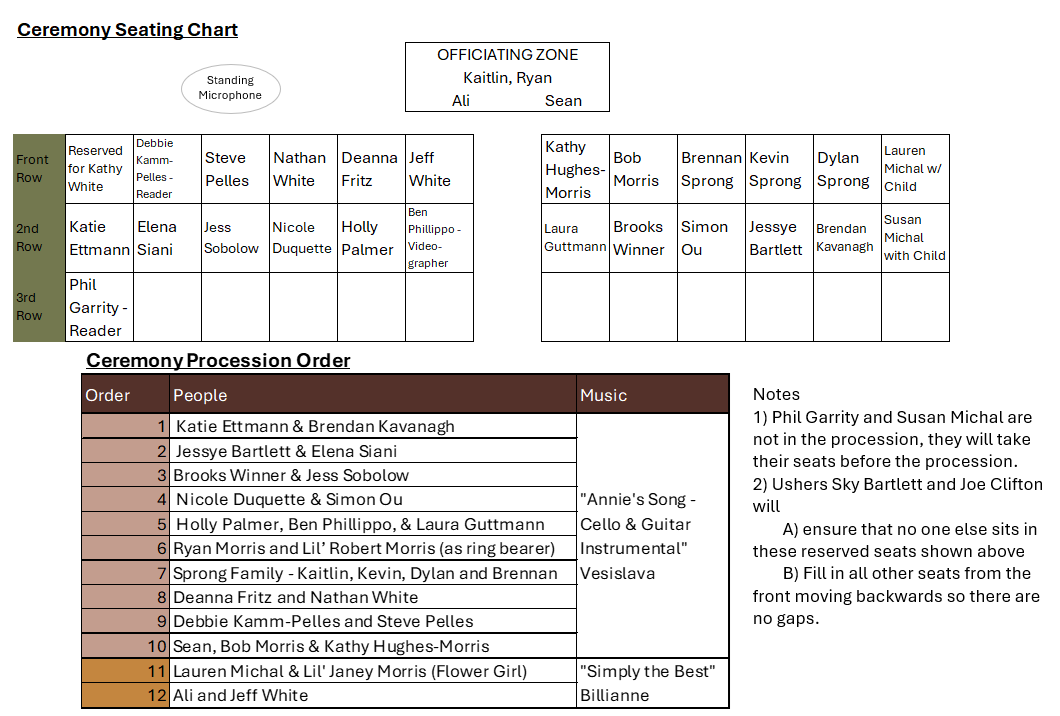 Ceremony Seating Chart
OFFICIATING ZONE
Kaitlin, Ryan
Ali Sean
Standing
Microphone
Front
Row
Reserved
for Kathy
White
Debbie
Kamm-
Pelles -
Reader
Steve
Pelles
Nathan
White
Deanna
Fritz
Jeff
White
Kathy
Hughes-
Morris
Bob
Morris
Brennan
Sprong
Kevin
Sprong
Dylan
Sprong
Lauren
Michal w/
Child
2nd
Row
Katie
Ettmann
Elena
Siani
Jess
Sobolow
Nicole
Duquette
Holly
Palmer
Ben
Phillippo -
Video-
grapher
Laura
Guttmann
Brooks
Winner
Simon
Ou
Jessye
Bartlett
Brendan
Kavanagh
Susan
Michal
with Child
3rd
Row
Phil
Garrity -
Reader
Ceremony Procession Order
Order People Music
1 Katie Ettmann & Brendan Kavanagh
2 Jessye Bartlett & Elena Siani
3 Brooks Winner & Jess Sobolow
4 Nicole Duquette & Simon Ou
5 Holly Palmer, Ben Phillippo, & Laura Guttmann
6 Ryan Morris and Lil’ Robert Morris (as ring bearer)
7 Sprong Family - Kaitlin, Kevin, Dylan and Brennan
8 Deanna Fritz and Nathan White
9 Debbie Kamm-Pelles and Steve Pelles
10 Sean, Bob Morris & Kathy Hughes-Morris
"Annie's Song -
Cello & Guitar
Instrumental"
Vesislava
11 Lauren Michal & Lil' Janey Morris (Flower Girl)
12 Ali and Jeff White
"Simply the Best"
Billianne
Notes
1) Phil Garrity and Susan Michal are
not in the procession, they will take
their seats before the procession.
2) Ushers Sky Bartlett and Joe Clifton
will
A) ensure that no one else sits in
these reserved seats shown above
B) Fill in all other seats from the
front moving backwards so there are
no gaps.